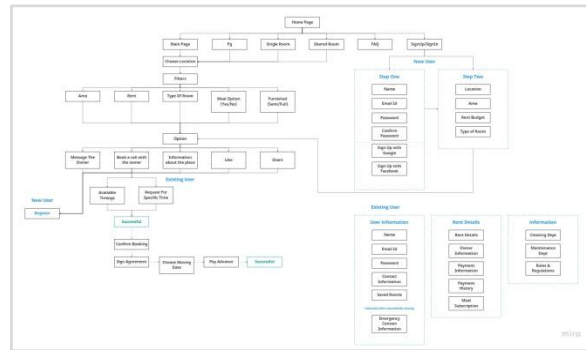 Home Page
Main Page
Pg
Single Room
Shared Room
FAQ
SignUp/SignIn
Choose Location
New User
Filters
Step One
Step Two
Name
Location
Area
Rent
Type Of Room
Meal Option
(Yes/No)
Furnished
(Semi/Full)
Email Id
Area
Password
Rent Budget
Confirm
Password
Type of Room
Option
Sign Up with
Google
Message The
Owner
Book a call with
the owner
Information
about the place
Like
Share
Sign Up with
Facebook
Existing User
New User
Register
Available
Timings
Request For
Specific Time
Existing User
Successful
User Information
Rent Details
Information
Name
Rent Details
Cleaning Dept
Confirm Booking
Email Id
Owner
Information
Maintenance
Dept
Sign Agreement
Choose Moving
Date
Pay Advance
Successful
Password
Payment
Information
Rules &
Regulations
Contact
Information
Payment
History
Saved Rooms
Meal
Subscription
Emergency
Contact
Information
miro